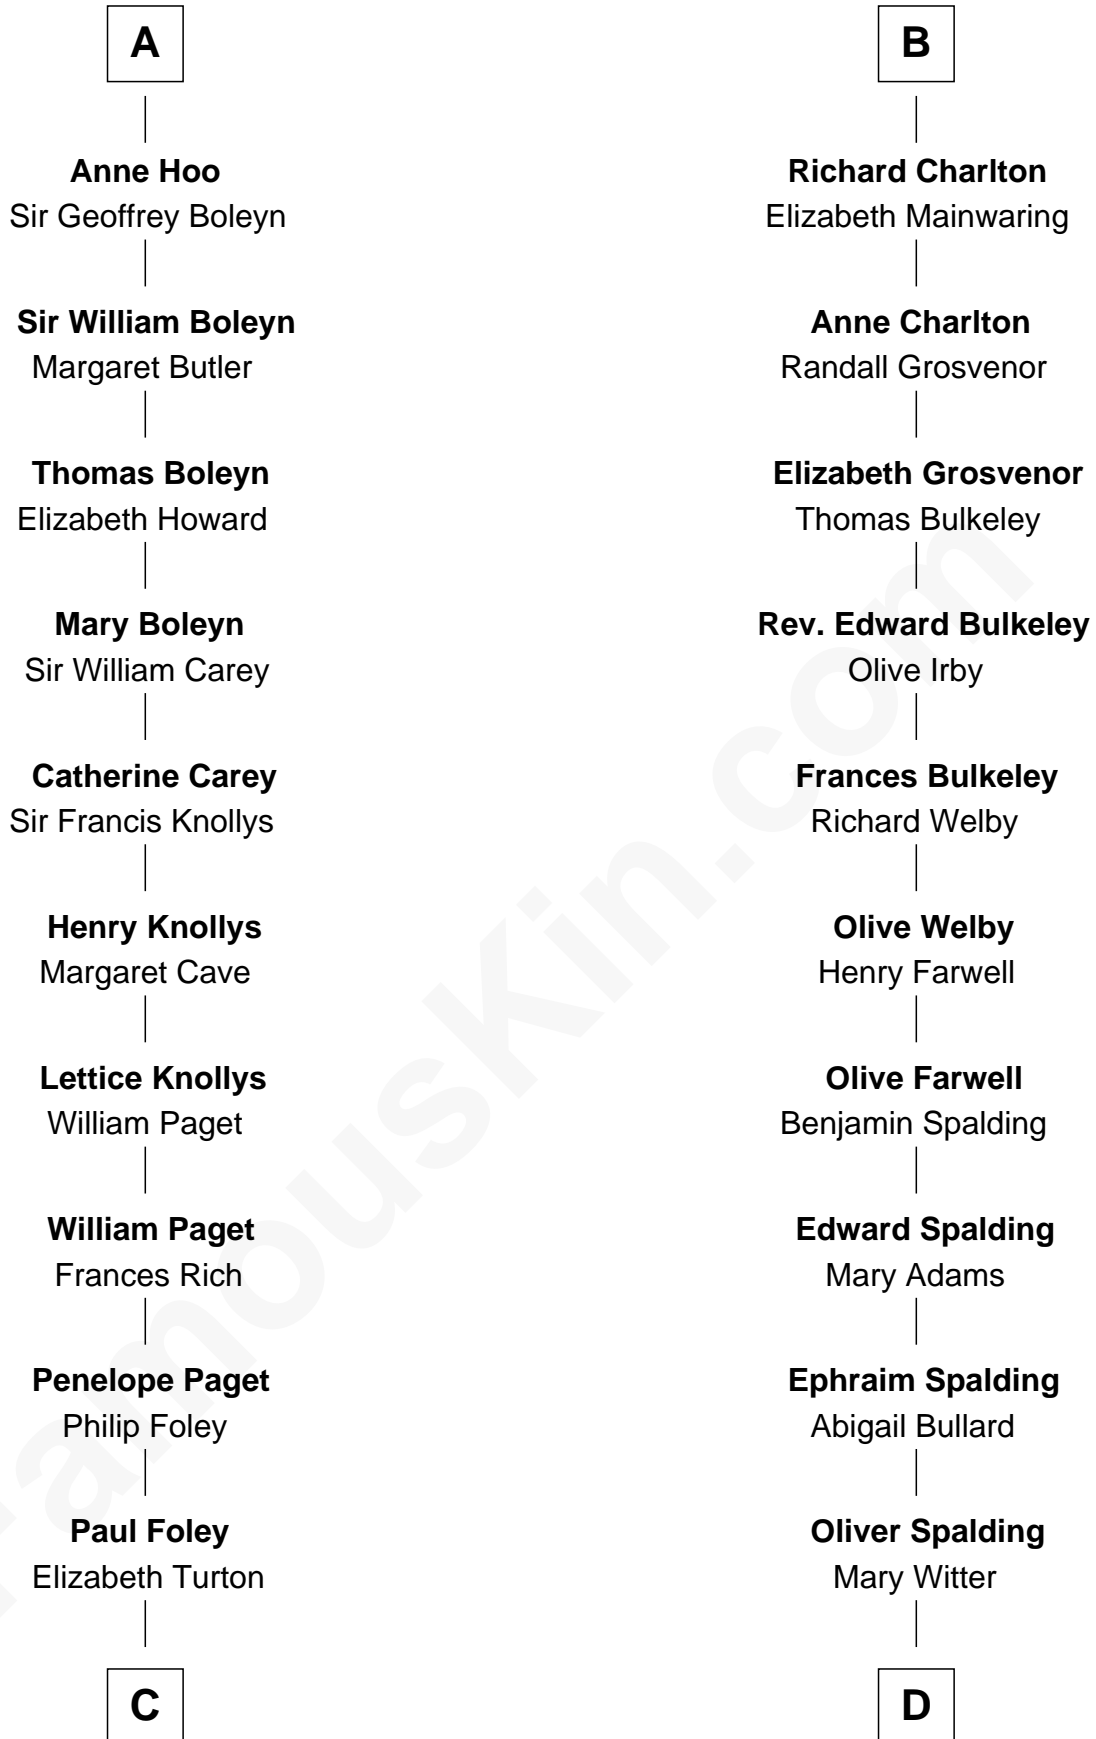 A
Anne Hoo
Sir Geoffrey Boleyn
Sir William Boleyn
Margaret Butler
Thomas Boleyn
Elizabeth Howard
Mary Boleyn
Sir William Carey
Catherine Carey
Sir Francis Knollys
Henry Knollys
Margaret Cave
Lettice Knollys
William Paget
William Paget
Frances Rich
Penelope Paget
Philip Foley
Paul Foley
Elizabeth Turton
C
B
Richard Charlton
Elizabeth Mainwaring
Anne Charlton
Randall Grosvenor
Elizabeth Grosvenor
Thomas Bulkeley
Rev. Edward Bulkeley
Olive Irby
Frances Bulkeley
Richard Welby
Olive Welby
Henry Farwell
Olive Farwell
Benjamin Spalding
Edward Spalding
Mary Adams
Ephraim Spalding
Abigail Bullard
Oliver Spalding
Mary Witter
D
FamousKin.com